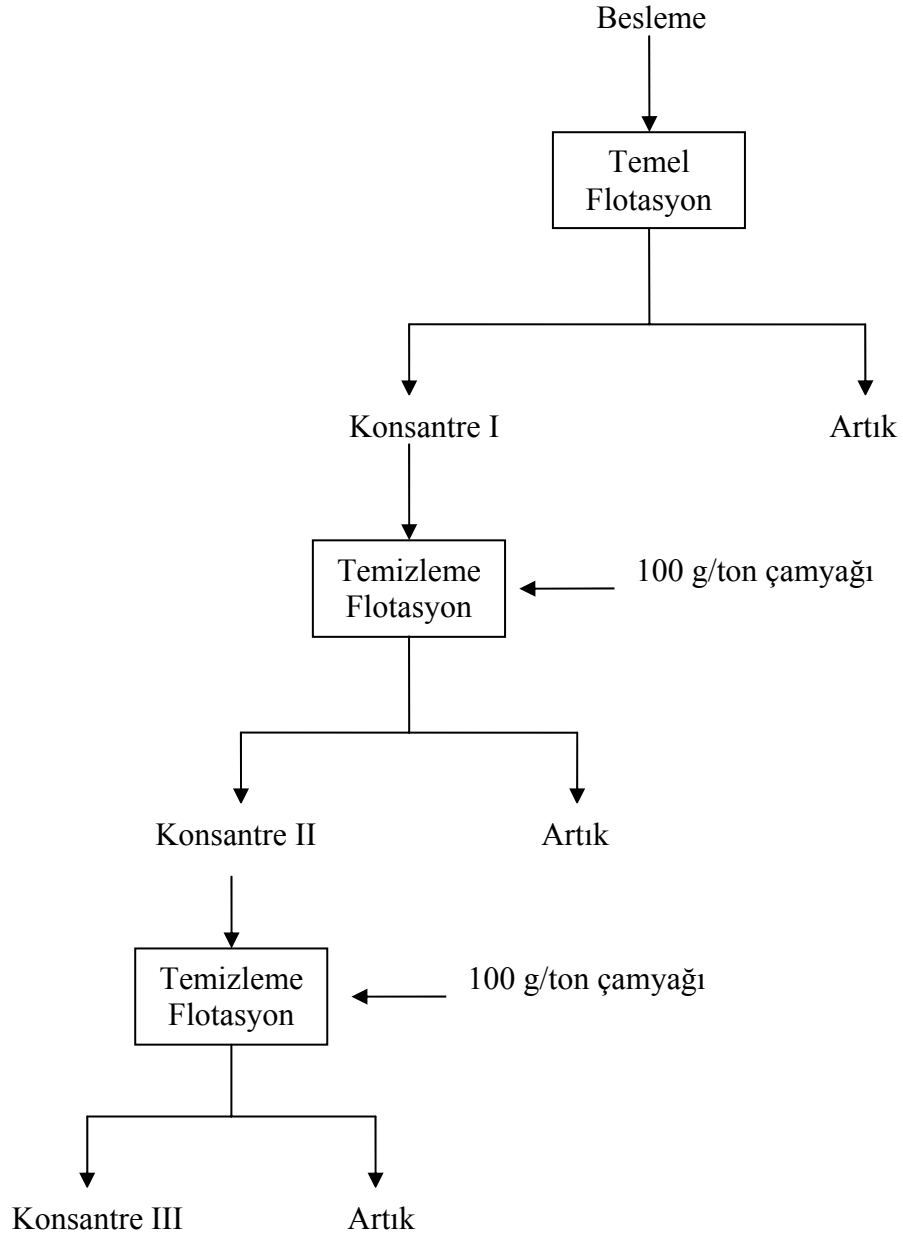 Besleme
Temel
Flotasyon
Konsantre I
Artık
Temizleme
Flotasyon
100 g/ton çamyağı
Konsantre II
Artık
Temizleme
Flotasyon
100 g/ton çamyağı
Konsantre III
Artık